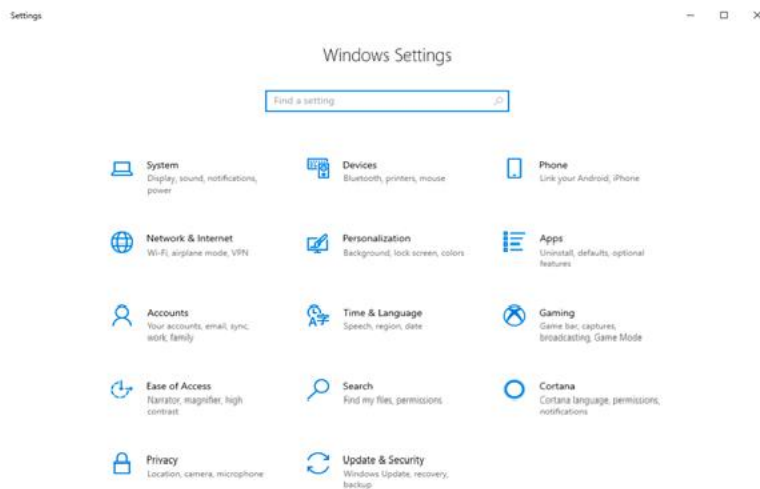 Settings
Windows Settings
Find a setting
System
Display, sound, notifications,
power
Devices
Bluetooth, printers, mouse
Phone
Link your Android, iPhone
Network & Internet
Wi-Fi, airplane mode, VPN
Personalization
Background, lock screen, colors
Apps
Uninstall, defaults, optional
features
Accounts
Your accounts, email, sync,
work, family
Time & Language
Speech, region, date
Gaming
Game bar, captures,
broadcasting, Game Mode
Ease of Access
Narrator, magnifier, high
contrast
Search
Find my files, permissions
Cortana
Cortana language, permissions,
notifications
Privacy
Location, camera, microphone
Update & Security
Windows Update, recovery,
backup